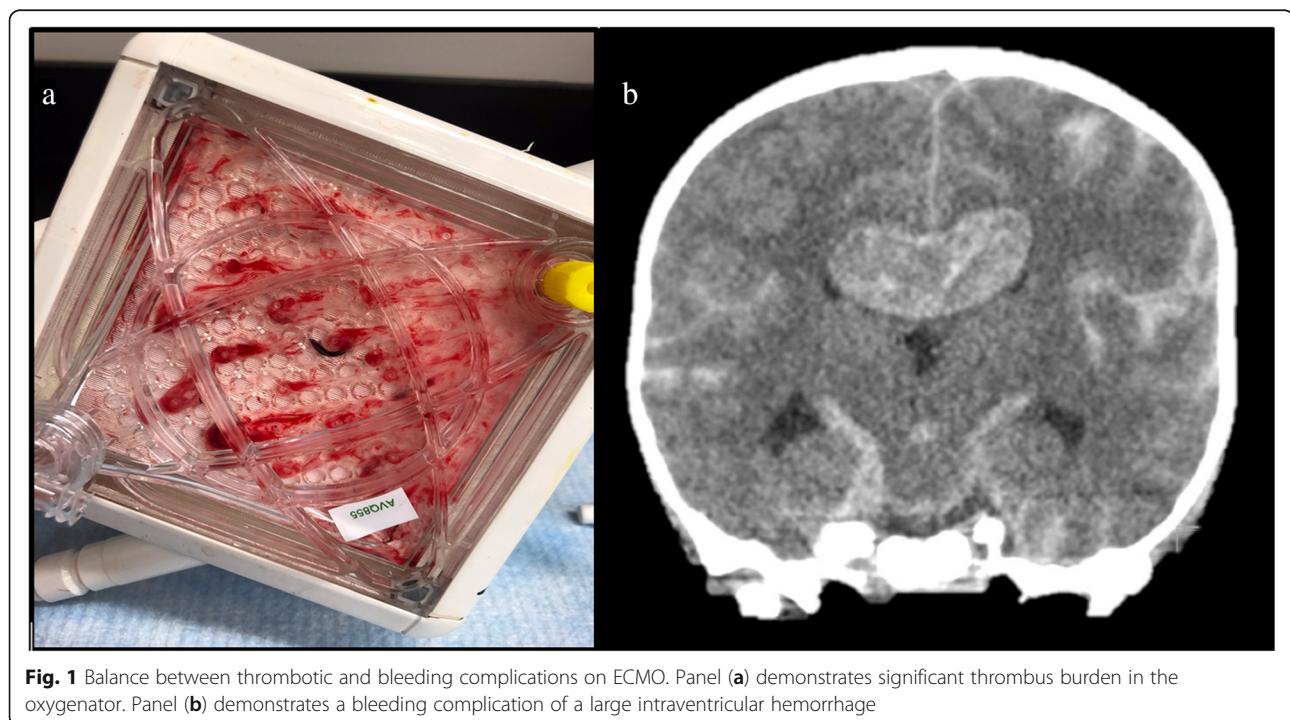 a
b
AVQ855
Fig. 1 Balance between thrombotic and bleeding complications on ECMO. Panel (a) demonstrates significant thrombus burden in the
oxygenator. Panel (b) demonstrates a bleeding complication of a large intraventricular hemorrhage